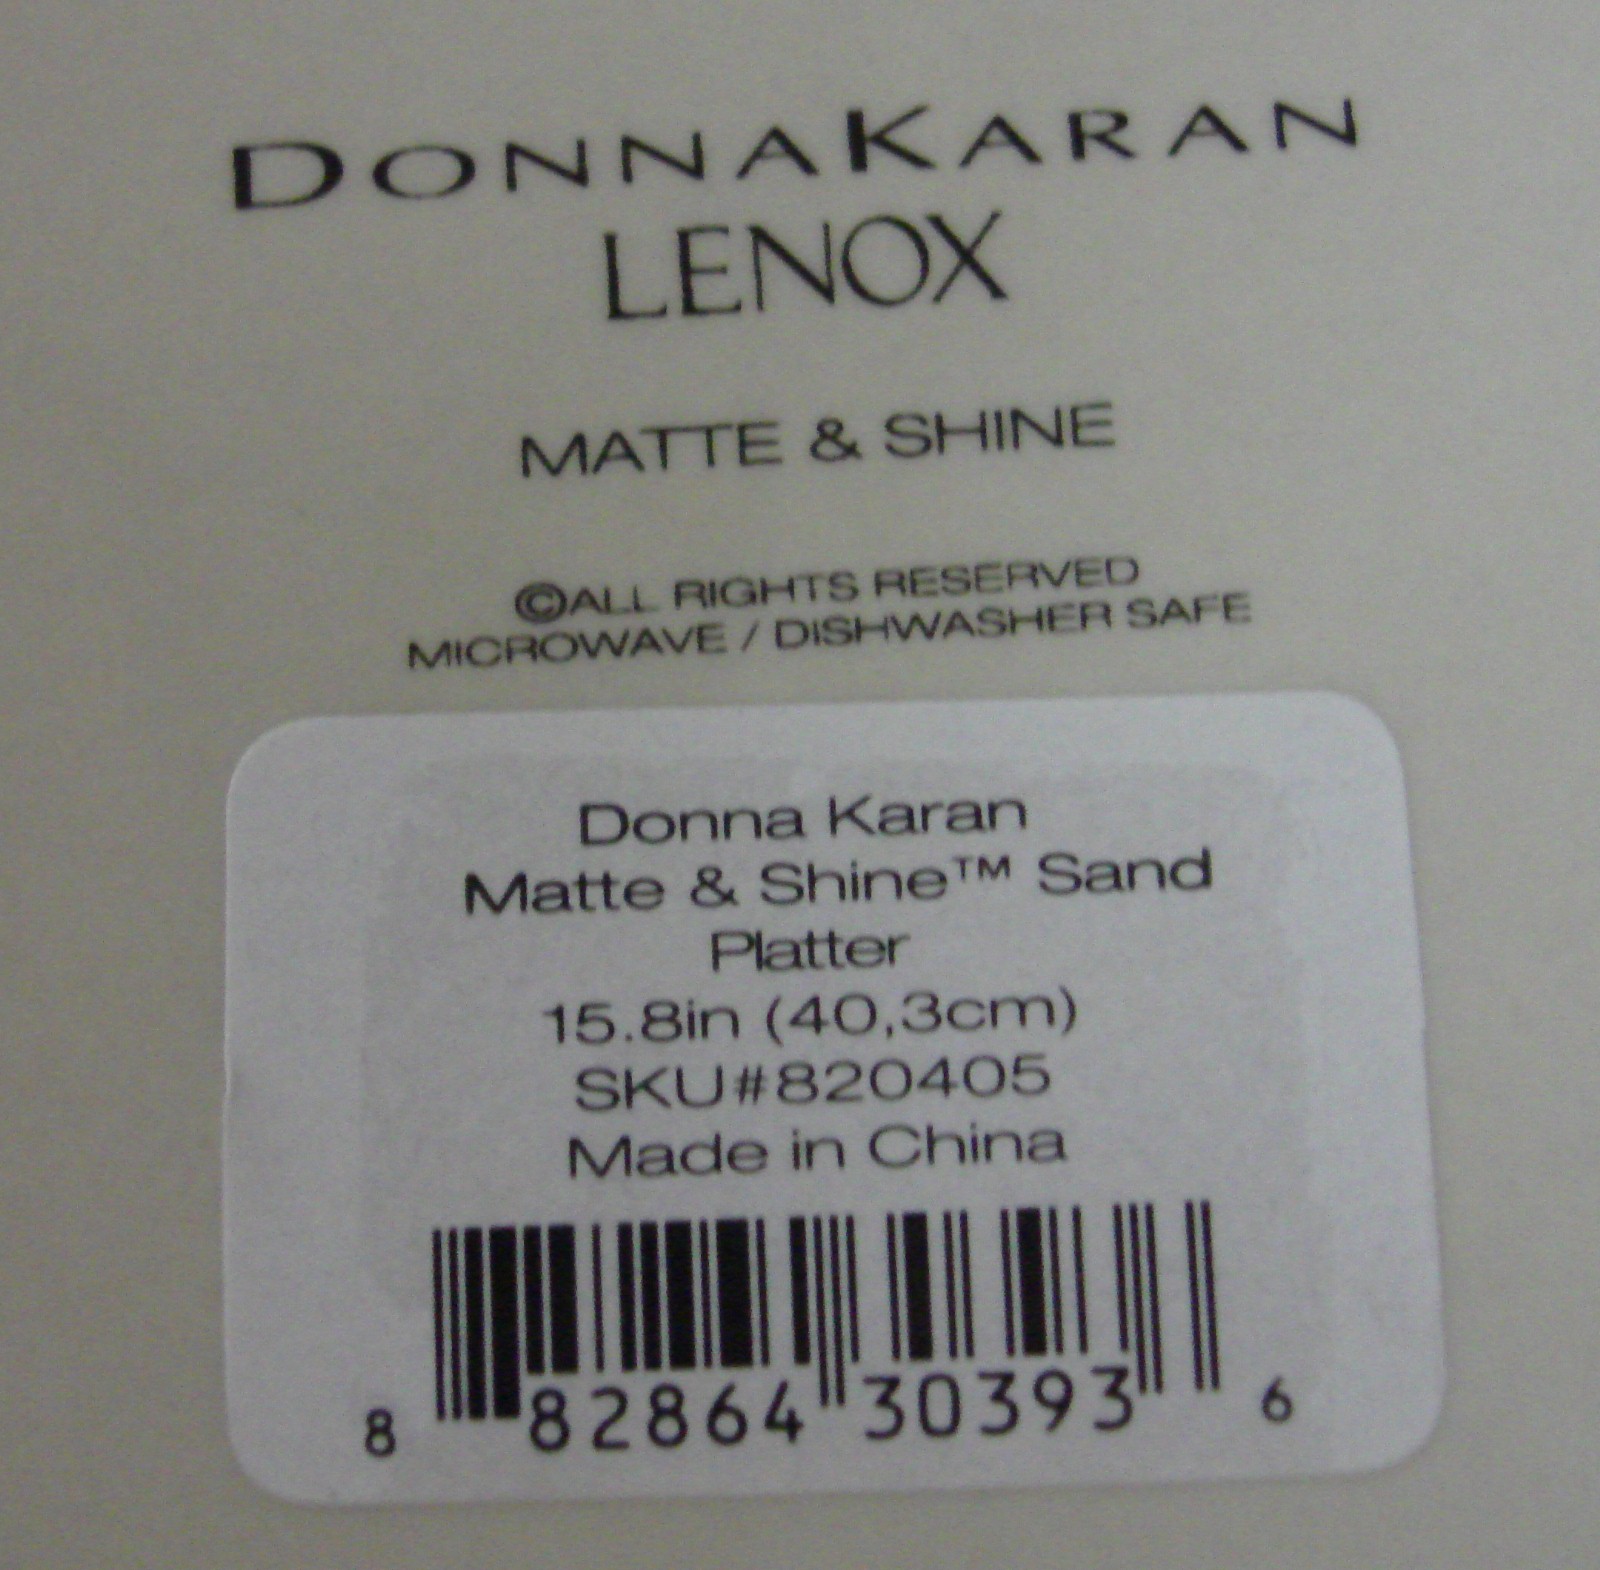 DONNAKARAN
LENOX
MATTE & SHINE
©ALL RIGHTS RESERVED
MICROWAVE / DISHWASHER SAFE
Donna Karan
Matte & Shine™ Sand
Platter
15.8in (40,3cm)
SKU#820405
Made in China
8 82864 30393 6